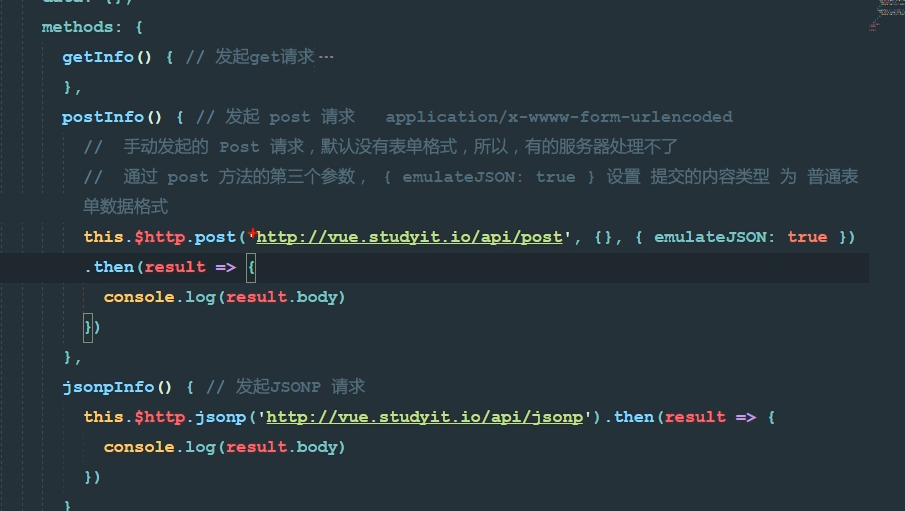 data: {},
methods: {
getInfo() { // 发起get请求···
},
postInfo() { // 发起 post 请求 application/x-wwww-form-urlencoded
// 手动发起的 Post 请求，默认没有表单格式，所以，有的服务器处理不了
// 通过 post 方法的第三个参数， { emulateJSON: true } 设置 提交的内容类型 为 普通表
单数据格式
this.$http.post('http://vue.studyit.io/api/post', {}, { emulateJSON: true })
.then(result => {
console.log(result.body)
})
},
jsonpInfo() { // 发起JSONP 请求
this.$http.jsonp('http://vue.studyit.io/api/jsonp').then(result => {
console.log(result.body)
})
}